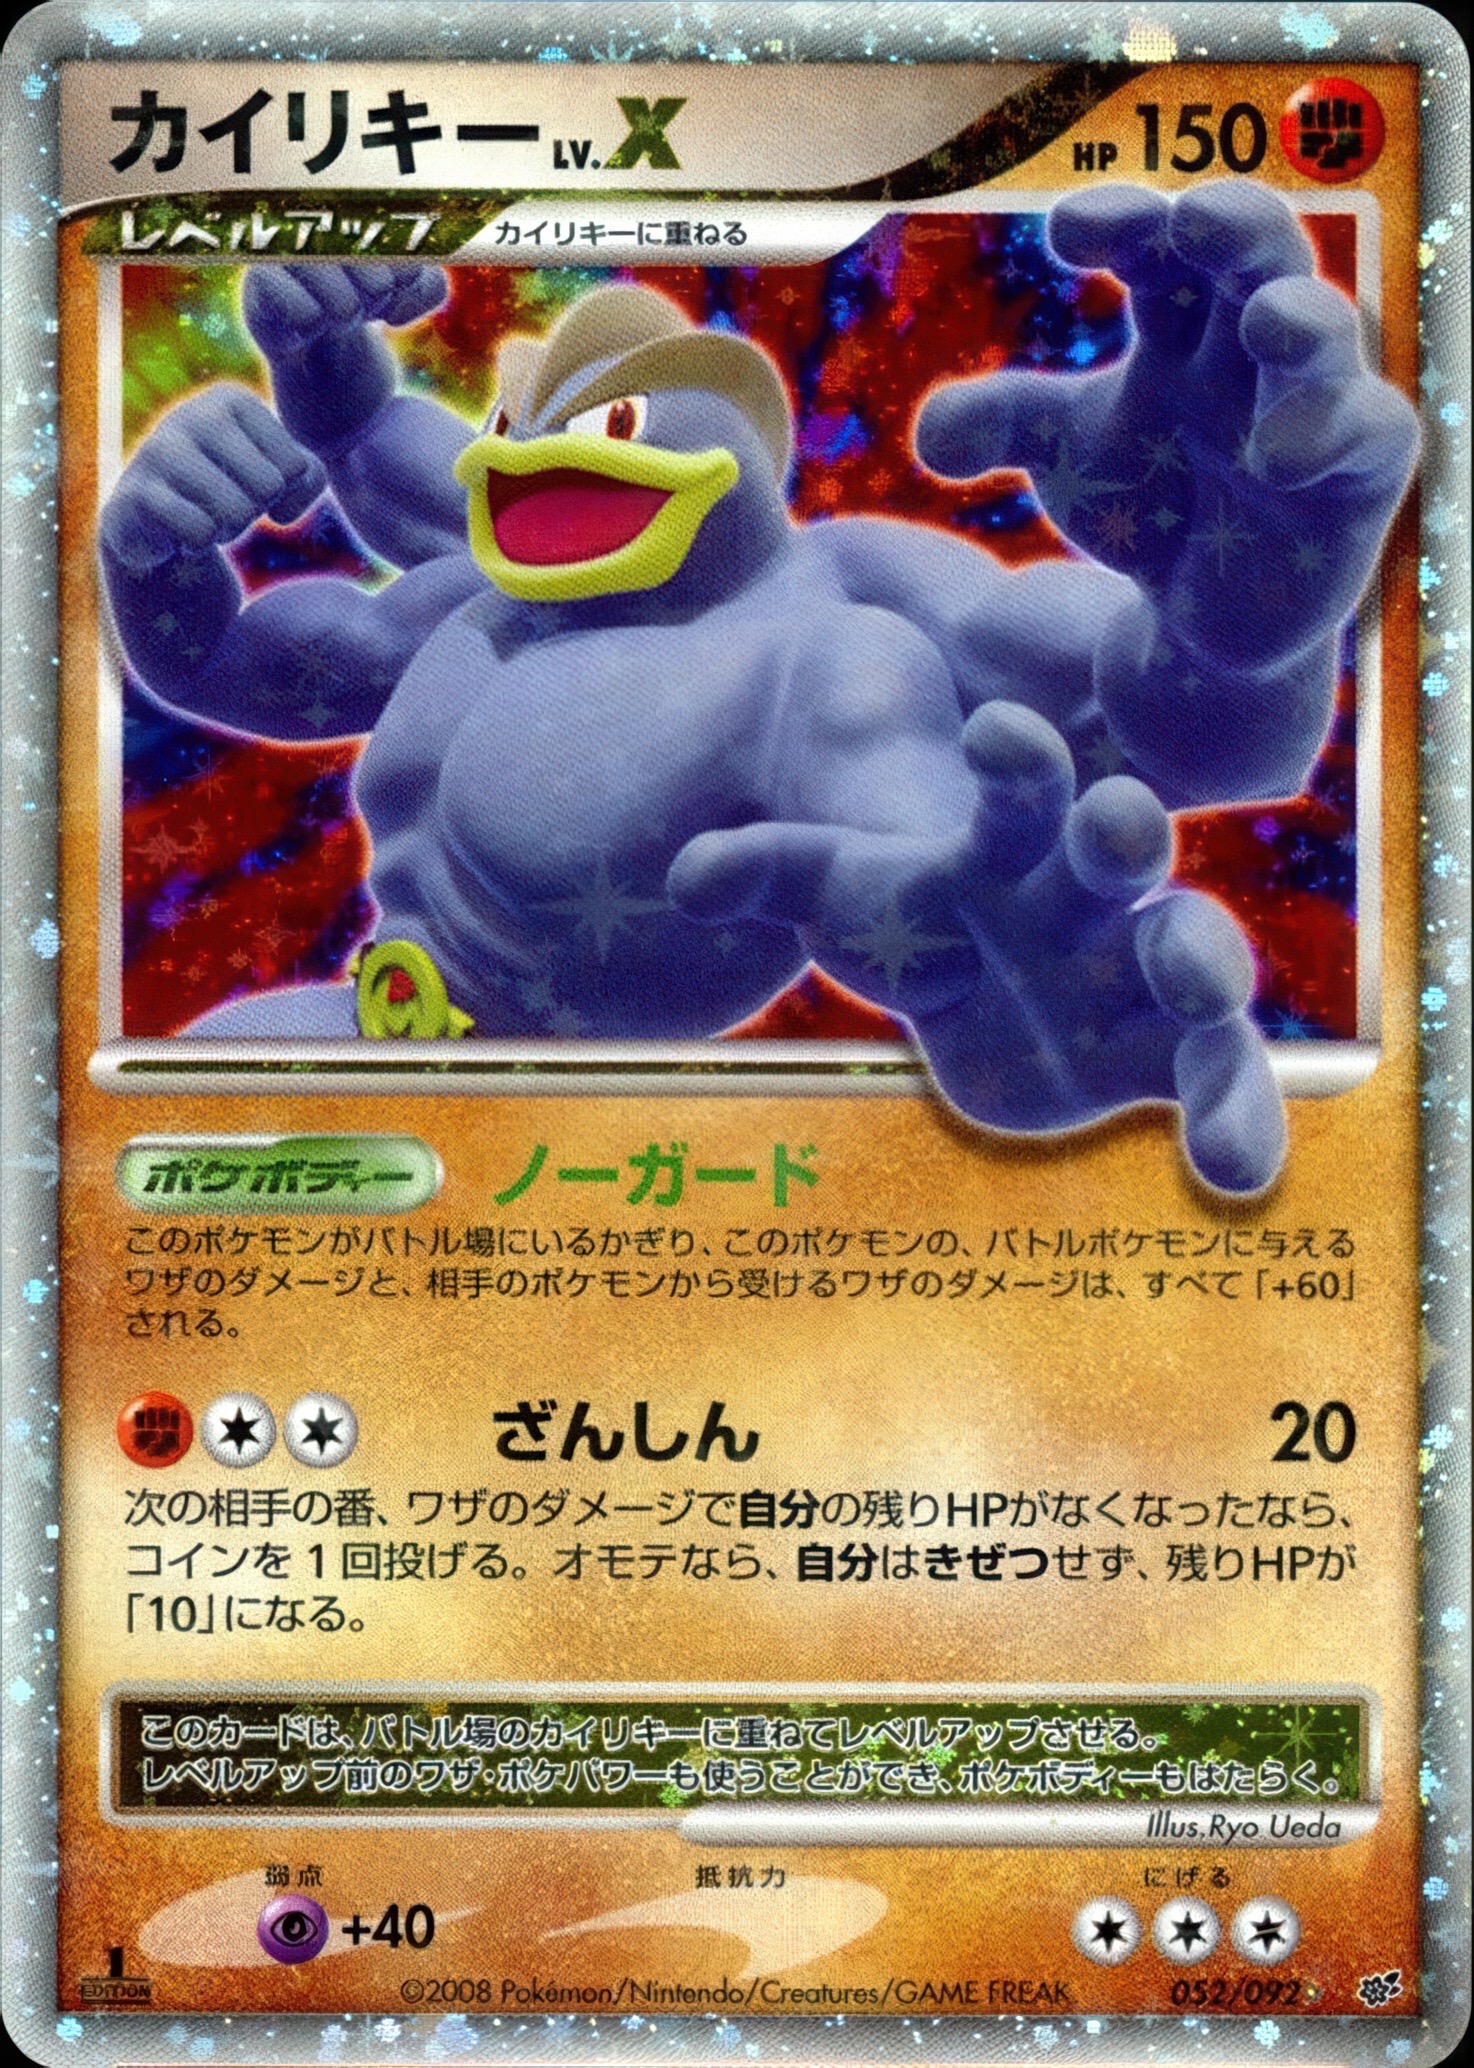 カイリキー LV.X HP 150
レベルアップ カイリキーに重ねる
ポケボディー ノーガード
このポケモンがバトル場にいるかぎり、このポケモンの、バトルポケモンに与える
ワザのダメージと、相手のポケモンから受けるワザのダメージは、すべて「+60」
される。
ざんしん 20
次の相手の番、ワザのダメージで自分の残りHPがなくなったなら、
コインを1回投げる。オモテなら、自分はきぜつせず、残りHPが
「10」になる。
このカードは、バトル場のカイリキーに重ねてレベルアップさせる。
レベルアップ前のワザ・ポケパワーも使うことができ、ポケボディーもはたらく。
Illus.Ryo Ueda
弱点 抵抗力 にげる
+40
1 EDITION ©2008 Pokémon/Nintendo/Creatures/GAME FREAK 052/092